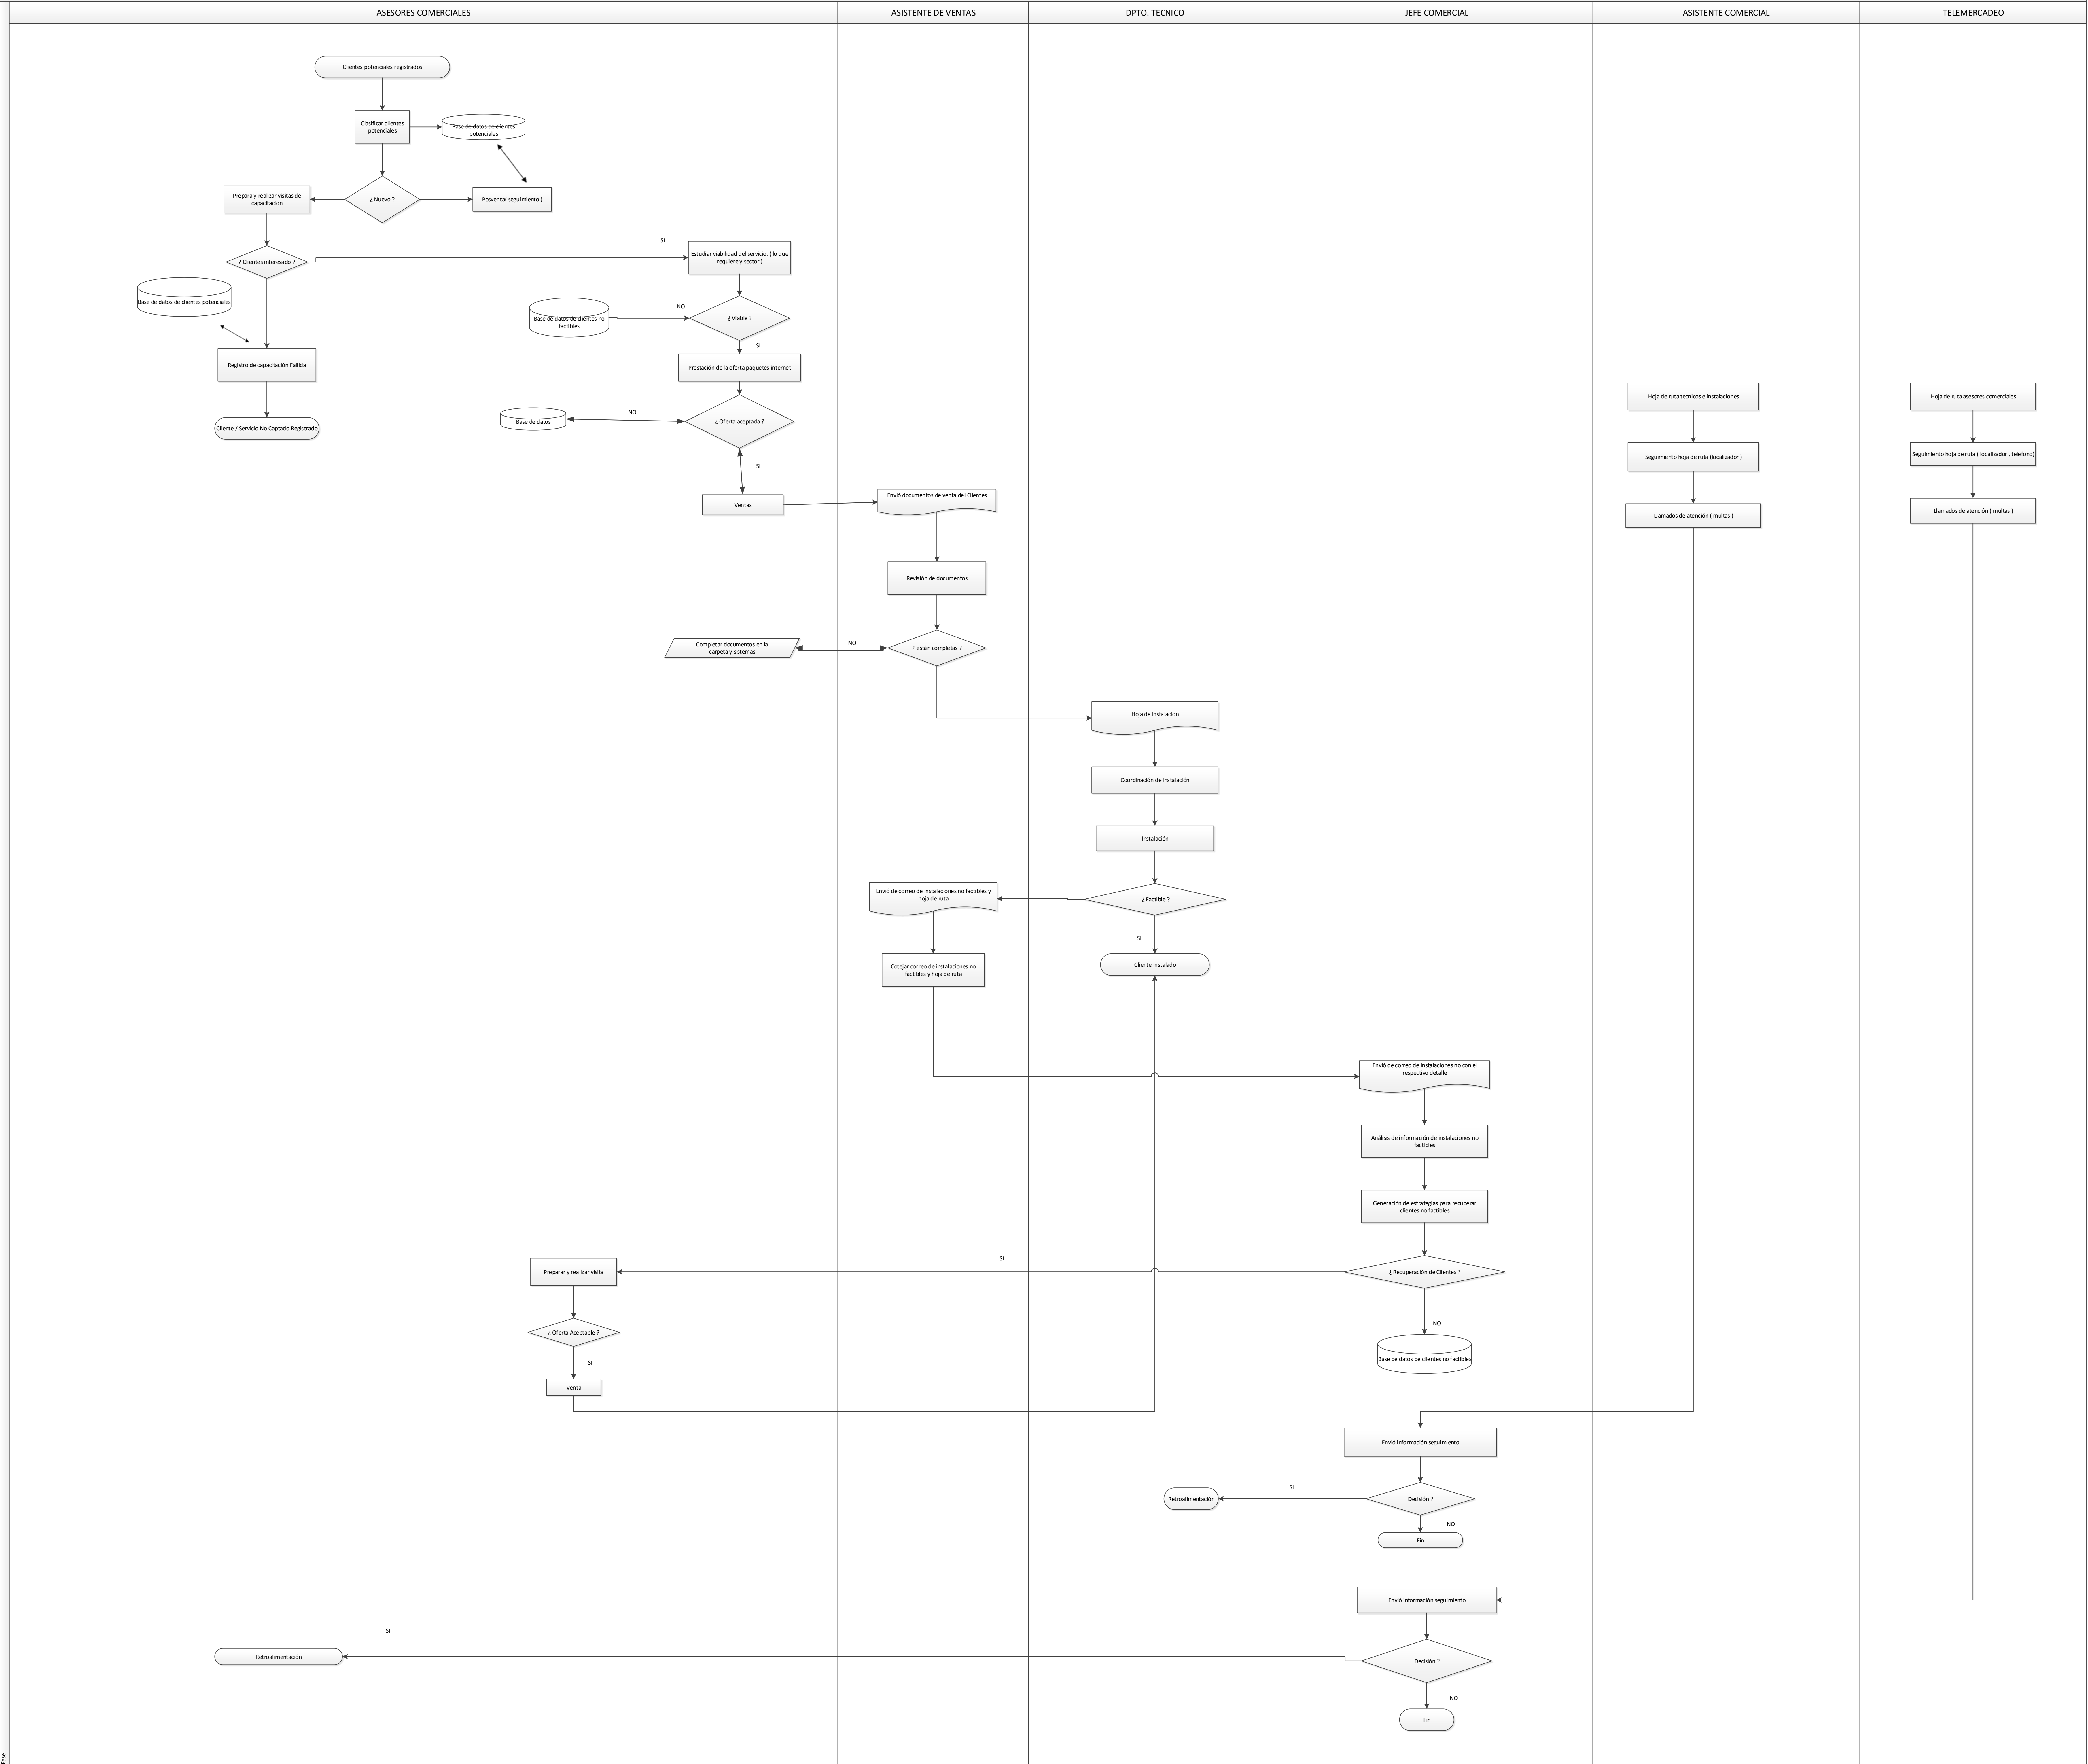 ASESORES COMERCIALES
ASISTENTE DE VENTAS
DPTO. TECNICO
JEFE COMERCIAL
ASISTENTE COMERCIAL
TELEMERCADEO
Clientes potenciales registrados
Clasificar clientes
potenciales
Base de datos de clientes
potenciales
Prepara y realizar visitas de
capacitacion
¿ Nuevo ?
Posventa( seguimiento )
¿ Clientes interesado ?
SI
Estudiar viabilidad del servicio. ( lo que
requiere y sector )
Base de datos de clientes potenciales
Base de datos de clientes no
factibles
NO
¿ Viable ?
SI
Registro de capacitación Fallida
Prestación de la oferta paquetes internet
Cliente / Servicio No Captado Registrado
Base de datos
NO
¿ Oferta aceptada ?
SI
Ventas
Envió documentos de venta del Clientes
Revisión de documentos
Completar documentos en la
carpeta y sistemas
NO
¿ están completas ?
Hoja de instalacion
Coordinación de instalación
Instalación
Envió de correo de instalaciones no factibles y
hoja de ruta
¿ Factible ?
SI
Cotejar correo de instalaciones no
factibles y hoja de ruta
Cliente instalado
Hoja de ruta tecnicos e instalaciones
Seguimiento hoja de ruta (localizador )
Llamados de atención ( multas )
Hoja de ruta asesores comerciales
Seguimiento hoja de ruta ( localizador , telefono)
Llamados de atención ( multas )
Envió de correo de instalaciones no con el
respectivo detalle
Análisis de información de instalaciones no
factibles
Generación de estrategias para recuperar
clientes no factibles
¿ Recuperación de Clientes ?
SI
Preparar y realizar visita
¿ Oferta Aceptable ?
SI
Venta
NO
Base de datos de clientes no factibles
Envió información seguimiento
Decisión ?
SI
Retroalimentación
NO
Fin
Envió información seguimiento
Decisión ?
SI
Retroalimentación
NO
Fin
Fase